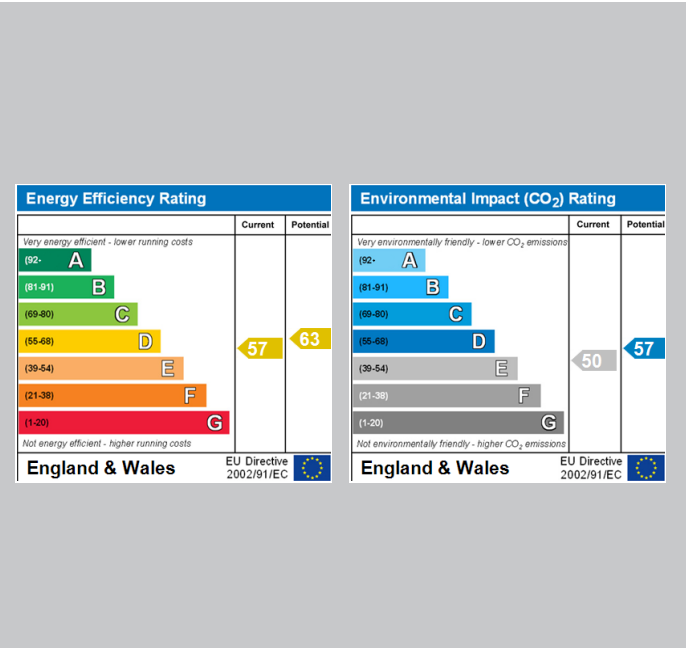 Energy Efficiency Rating
Current Potential
Very energy efficient - lower running costs
(92- A
(81-91) B
(69-80) C
(55-68) D
(39-54) E
(21-38) F
(1-20) G
57
63
Not energy efficient - higher running costs
England & Wales
EU Directive
2002/91/EC
Environmental Impact (CO₂) Rating
Current Potential
Very environmentally friendly - lower CO₂ emissions
(92- A
(81-91) B
(69-80) C
(55-68) D
(39-54) E
(21-38) F
(1-20) G
50
57
Not environmentally friendly - higher CO₂ emissions
England & Wales
EU Directive
2002/91/EC